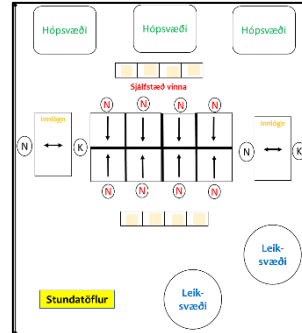 Hópsvæði Hópsvæði Hópsvæði
Sjálfstæð vinna
N N N N
Innlögn
Innlögn
N K
N K
N N N N
Leik-
svæði
Leik-
svæði
Stundatöflur